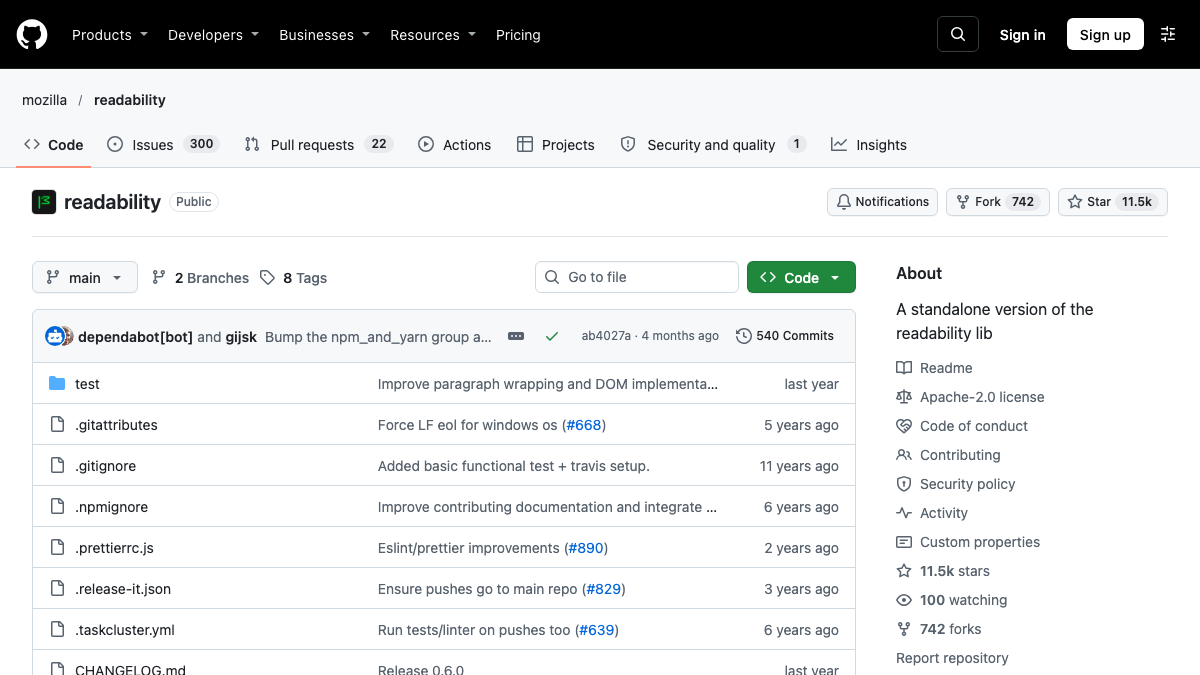 Products Developers Businesses Resources Pricing Sign in Sign up
mozilla / readability
Code Issues 300 Pull requests 22 Actions Projects Security and quality 1 Insights
readability Public Notifications Fork 742 Star 11.5k
main 2 Branches 8 Tags Go to file Code
dependabot[bot] and gijsk Bump the npm_and_yarn group a... ab4027a · 4 months ago 540 Commits
test Improve paragraph wrapping and DOM implementa... last year
.gitattributes Force LF eol for windows os (#668) 5 years ago
.gitignore Added basic functional test + travis setup. 11 years ago
.npmignore Improve contributing documentation and integrate ... 6 years ago
.prettierrc.js Eslint/prettier improvements (#890) 2 years ago
.release-it.json Ensure pushes go to main repo (#829) 3 years ago
.taskcluster.yml Run tests/linter on pushes too (#639) 6 years ago
CHANGELOG.md Release 0.6.0 last year
About
A standalone version of the
readability lib
Readme
Apache-2.0 license
Code of conduct
Contributing
Security policy
Activity
Custom properties
11.5k stars
100 watching
742 forks
Report repository